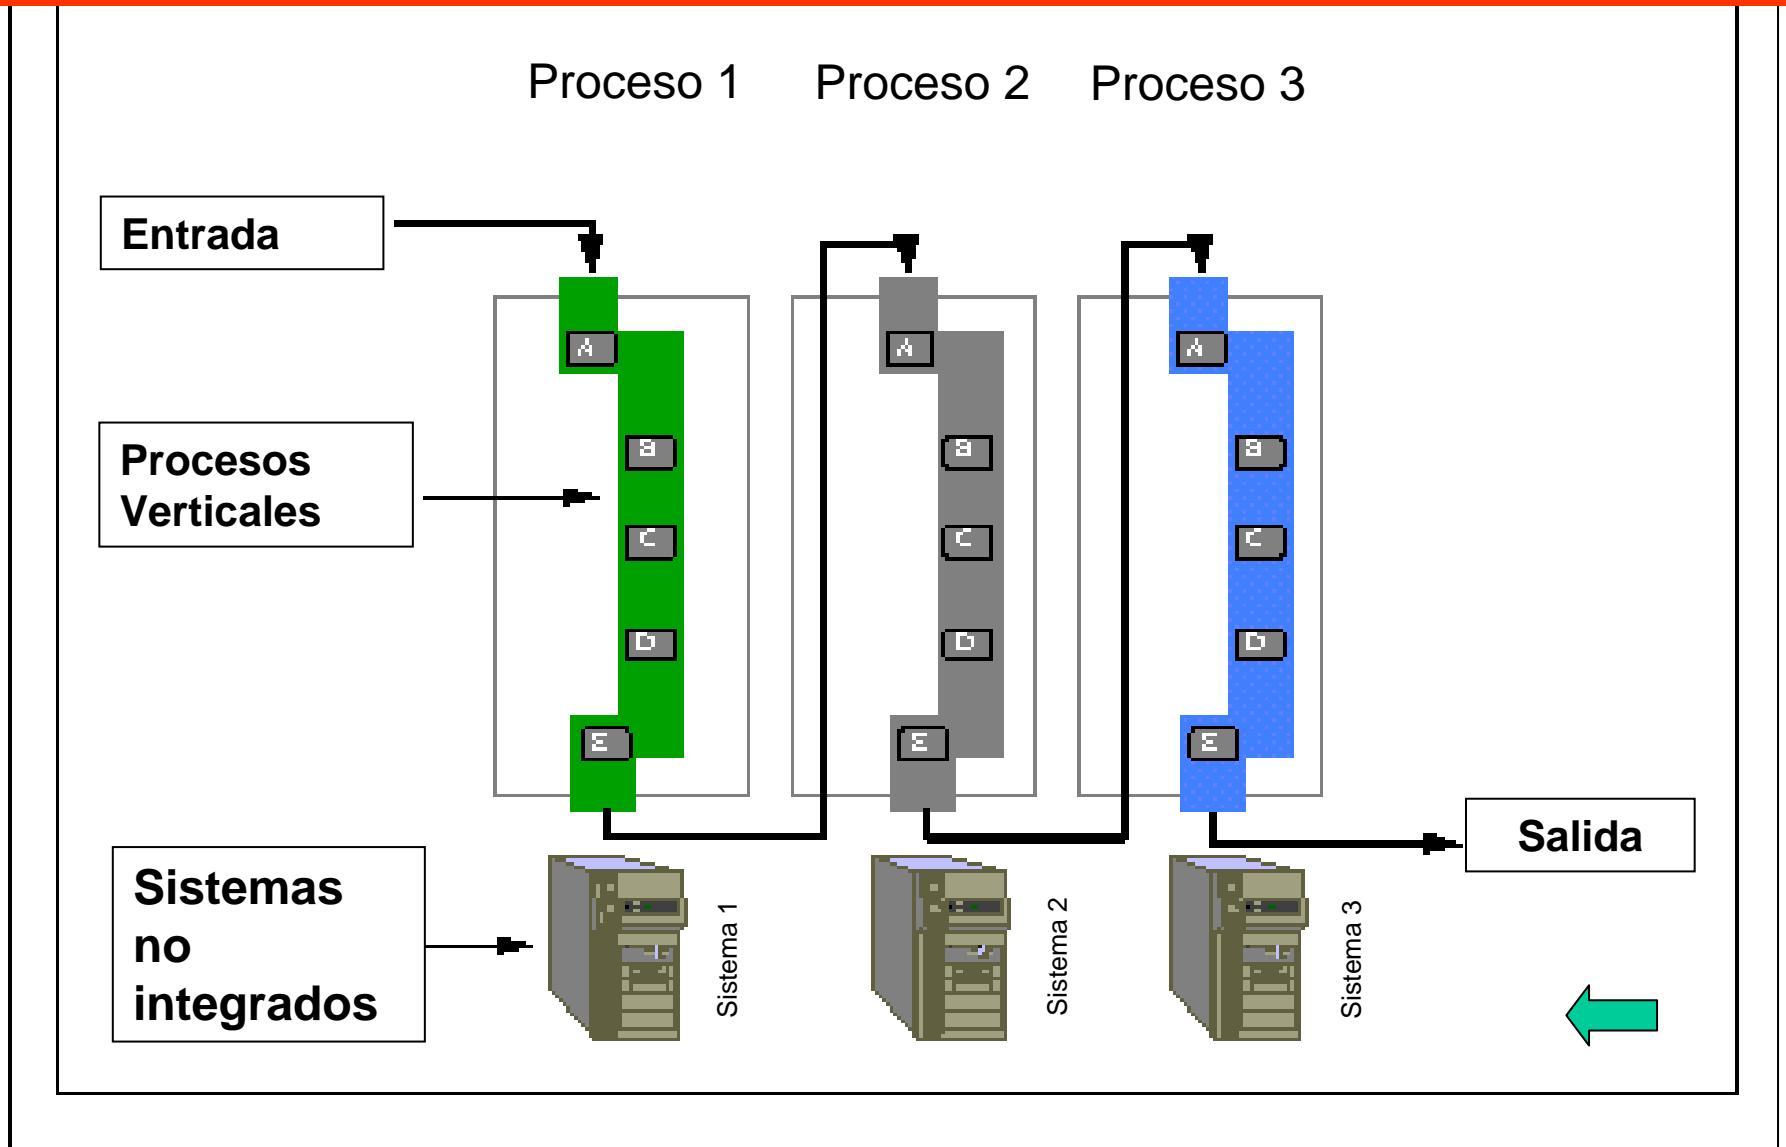 Proceso 1
Proceso 2
Proceso 3
Entrada
A
A
A
Procesos
Verticales
B
B
B
C
C
C
D
D
D
E
E
E
Salida
Sistemas
no
integrados
Sistema 1
Sistema 2
Sistema 3